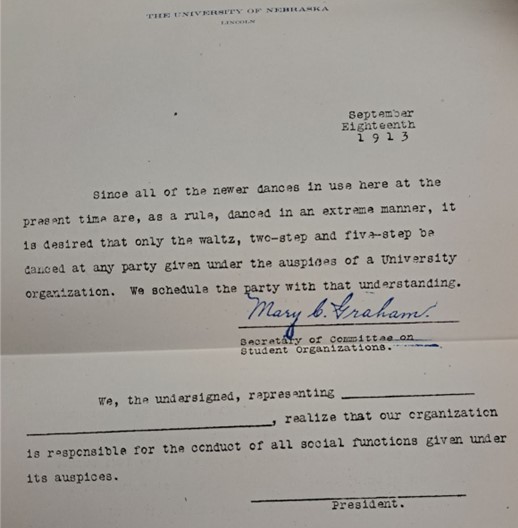 THE UNIVERSITY OF NEBRASKA
LINCOLN
September
Eighteenth
1 9 1 3
Since all of the newer dances in use here at the
present time are, as a rule, danced in an extreme manner, it
is desired that only the waltz, two-step and five-step be
danced at any party given under the auspices of a University
organization. We schedule the party with that understanding.
Mary C. Graham.
Secretary of Committee on
Student Organizations.
We, the undersigned, representing
, realize that our organization
is responsible for the conduct of all social functions given under
its auspices.
President.